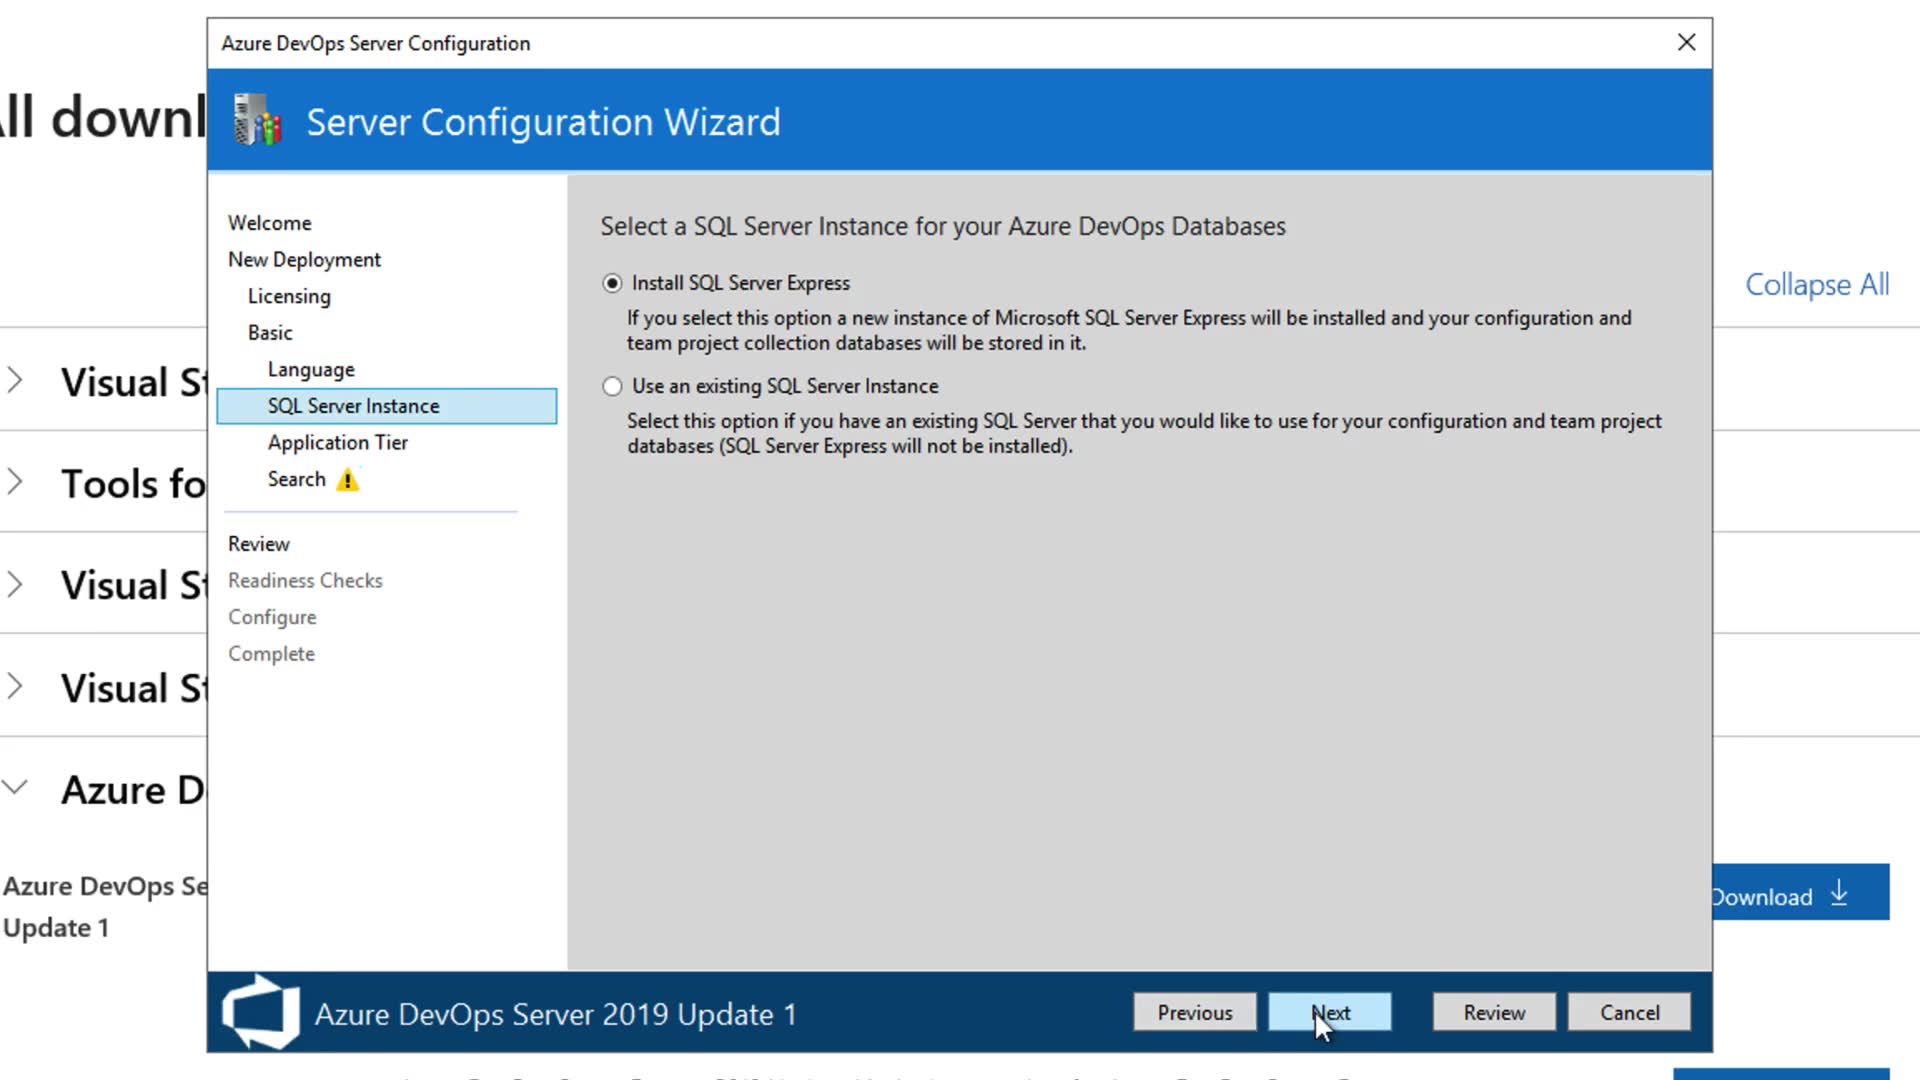 Azure DevOps Server Configuration
Server Configuration Wizard
Welcome
New Deployment
Licensing
Basic
Language
SQL Server Instance
Application Tier
Search
Review
Readiness Checks
Configure
Complete
Select a SQL Server Instance for your Azure DevOps Databases
Install SQL Server Express
If you select this option a new instance of Microsoft SQL Server Express will be installed and your configuration and
team project collection databases will be stored in it.
Use an existing SQL Server Instance
Select this option if you have an existing SQL Server that you would like to use for your configuration and team project
databases (SQL Server Express will not be installed).
Azure DevOps Server 2019 Update 1
Previous
Next
Review
Cancel
ll downl
Collapse All
Visual St
Tools fo
Visual St
Visual St
Azure D
Azure DevOps Se
Update 1
Download